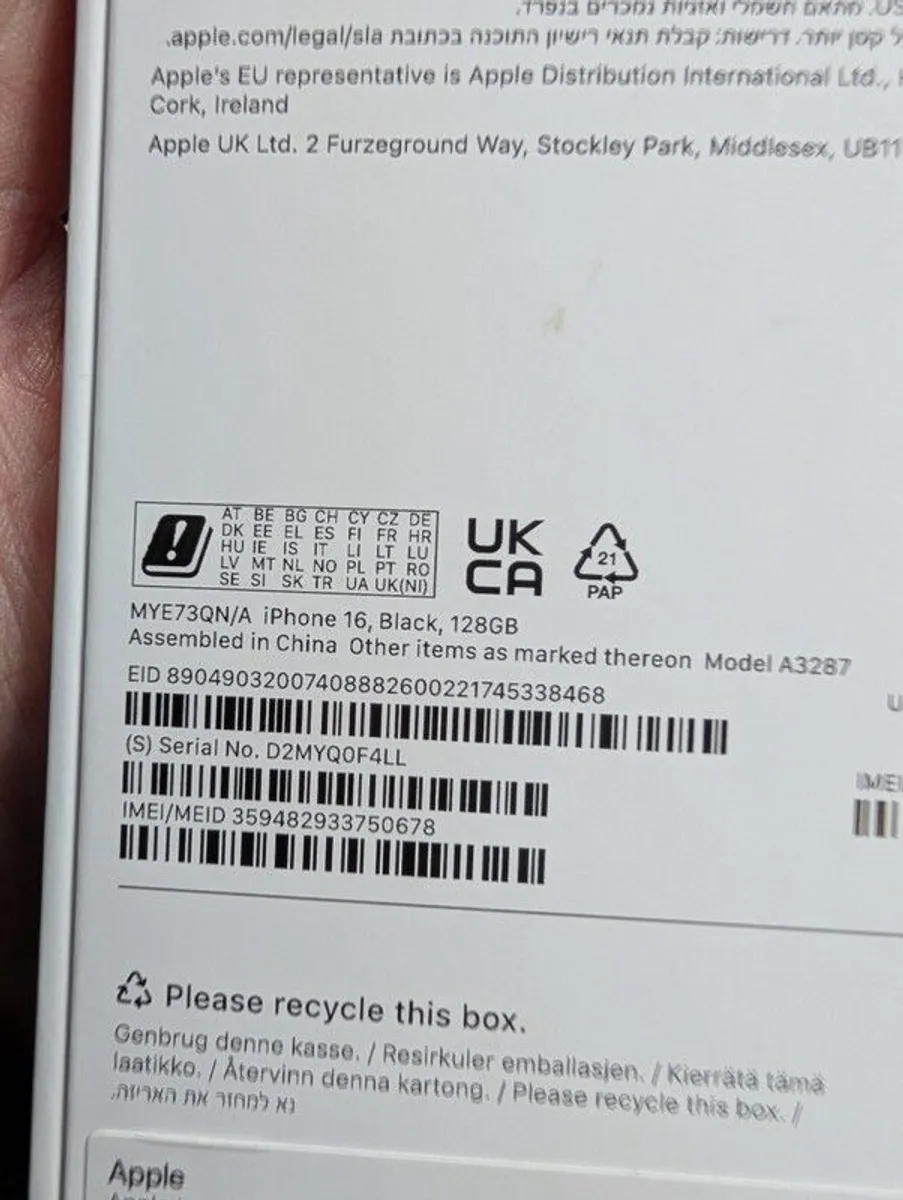 .apple.com/legal/sla קבלת תנאי רישיון התוכנה בכתובת
Apple's EU representative is Apple Distribution International Ltd.,
Cork, Ireland
Apple UK Ltd. 2 Furzeground Way, Stockley Park, Middlesex, UB11
AT BE BG CH CY CZ DE
DK EE EL ES FI FR HR
HU IE IS IT LI LT LU
LV MT NL NO PL PT RO
SE SI SK TR UA UK(NI)
UK
CA
21
PAP
MYE73QN/A iPhone 16, Black, 128GB
Assembled in China Other items as marked thereon Model A3287
EID 89049032007408882600221745338468
(S) Serial No. D2MYQ0F4LL
IMEI/MEID 359482933750678
IMEI
Please recycle this box.
Genbrug denne kasse. / Resirkuler emballasjen. / Kierrätä tämä
laatikko. / Återvinn denna kartong. / Please recycle this box. /
נא למחזר את האריזה.
Apple